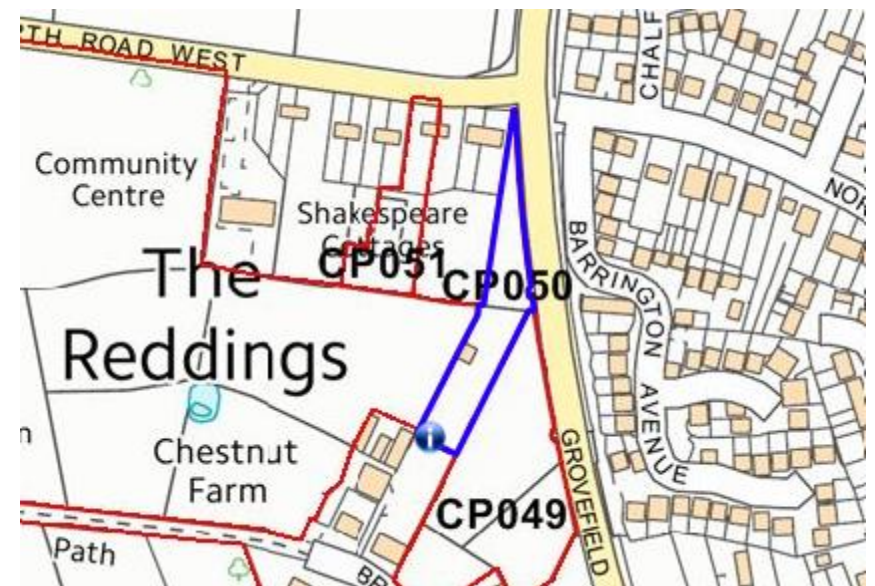 TH ROAD WEST
CHALF
Community
Centre
Shakespeare
Cottages
NOR
The
Reddings
CP051
CP050
BARRINGTON AVENUE
n
Chestnut
Farm
GROVEFIELD
CP049
Path
BR
i